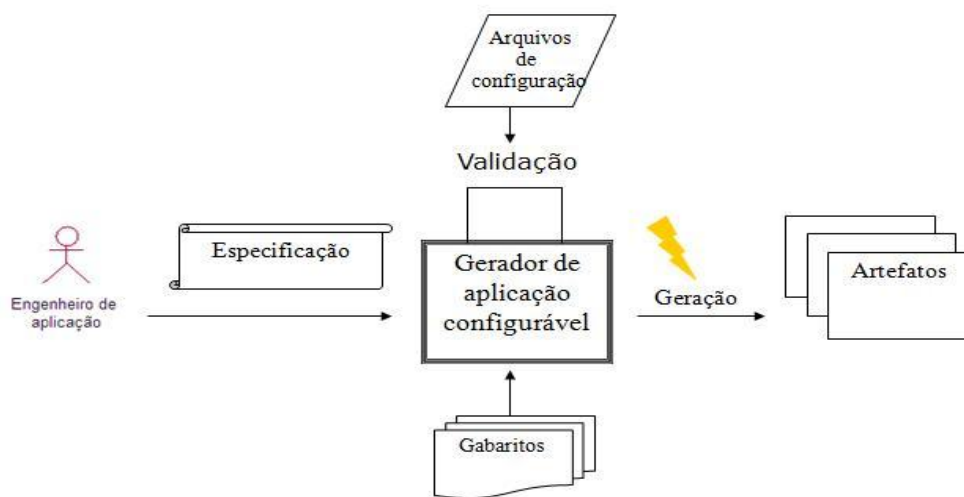 Arquivos
de
configuração
Validação
Especificação
Engenheiro de
aplicação
Gerador de
aplicação
configurável
Geração
Artefatos
Gabaritos